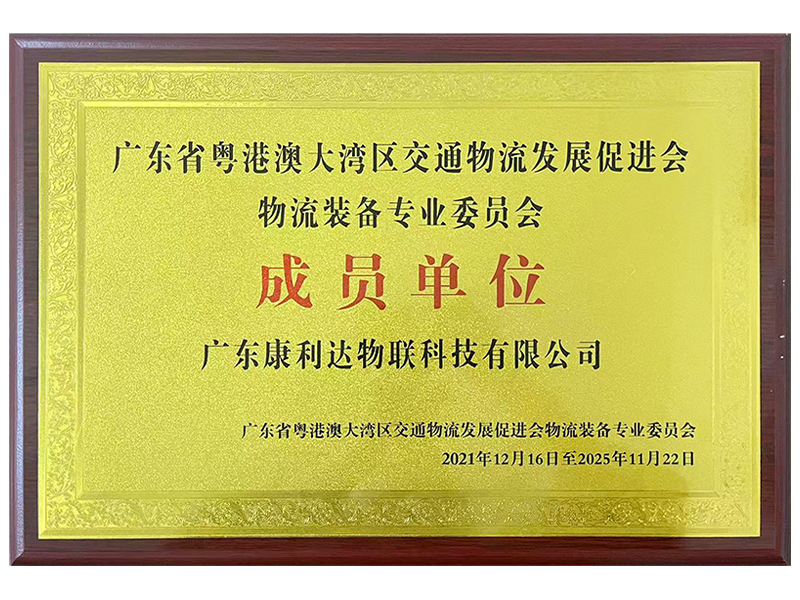 广东省粤港澳大湾区交通物流发展促进会
物流装备专业委员会
成员单位
广东康利达物联科技有限公司
广东省粤港澳大湾区交通物流发展促进会物流装备专业委员会
2021年12月16日至2025年11月22日